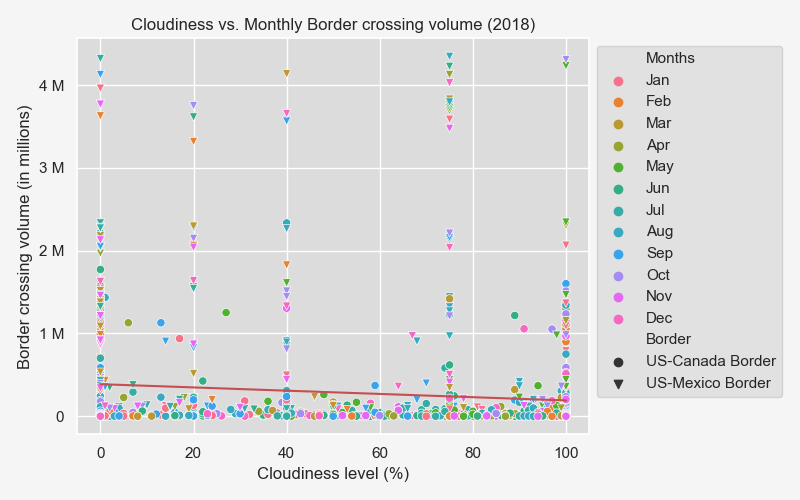 Cloudiness vs. Monthly Border crossing volume (2018)
Border crossing volume (in millions)
4 M
3 M
2 M
1 M
0
0
20
40
60
80
100
Cloudiness level (%)
Months
Jan
Feb
Mar
Apr
May
Jun
Jul
Aug
Sep
Oct
Nov
Dec
Border
US-Canada Border
US-Mexico Border